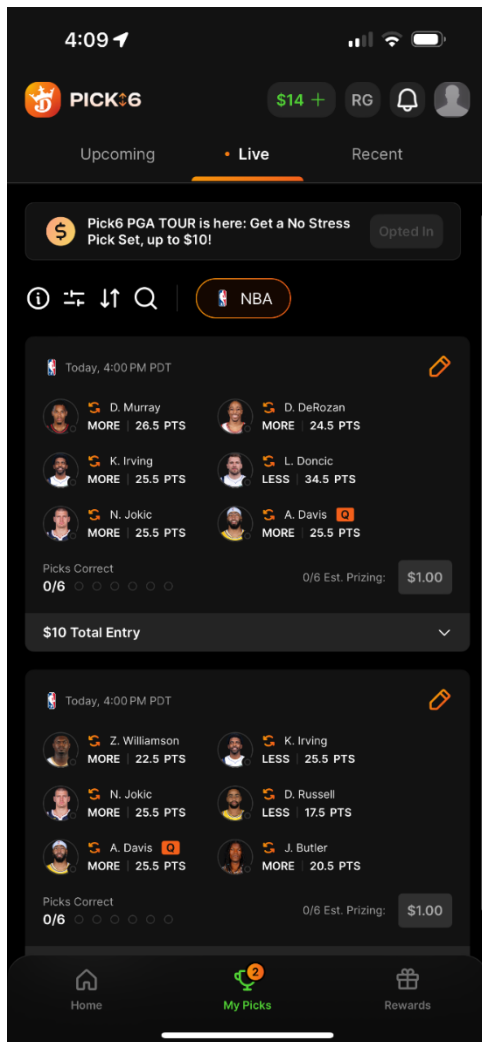 4:09
PICK6
$14 +
RG
Upcoming
Live
Recent
Pick6 PGA TOUR is here: Get a No Stress
Pick Set, up to $10!
Opted In
NBA
Today, 4:00 PM PDT
D. Murray
MORE | 26.5 PTS
D. DeRozan
MORE | 24.5 PTS
K. Irving
MORE | 25.5 PTS
L. Doncic
LESS | 34.5 PTS
N. Jokic
MORE | 25.5 PTS
A. Davis Q
MORE | 25.5 PTS
Picks Correct
0/6
0/6 Est. Prizing: $1.00
$10 Total Entry
Today, 4:00 PM PDT
Z. Williamson
MORE | 22.5 PTS
K. Irving
LESS | 25.5 PTS
N. Jokic
MORE | 25.5 PTS
D. Russell
LESS | 17.5 PTS
A. Davis Q
MORE | 25.5 PTS
J. Butler
MORE | 20.5 PTS
Picks Correct
0/6
0/6 Est. Prizing: $1.00
2
Home
My Picks
Rewards